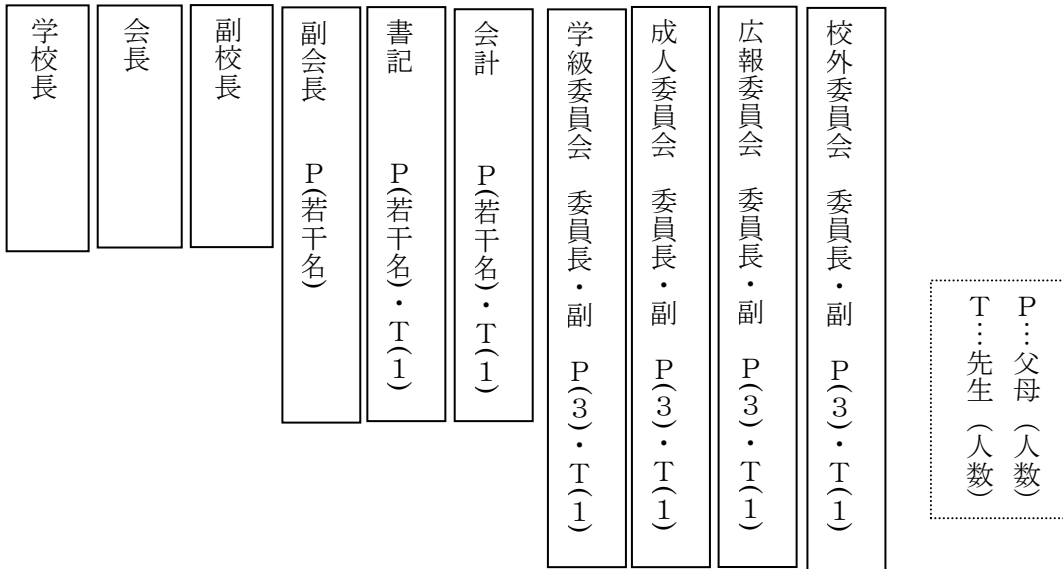 学校長
会長
副校長
副会長　P(若干名)
書記　P(若干名)・T(1)
会計　P(若干名)・T(1)
学級委員会　委員長・副　P(3)・T(1)
成人委員会　委員長・副　P(3)・T(1)
広報委員会　委員長・副　P(3)・T(1)
校外委員会　委員長・副　P(3)・T(1)
P…父母（人数）
T…先生（人数）